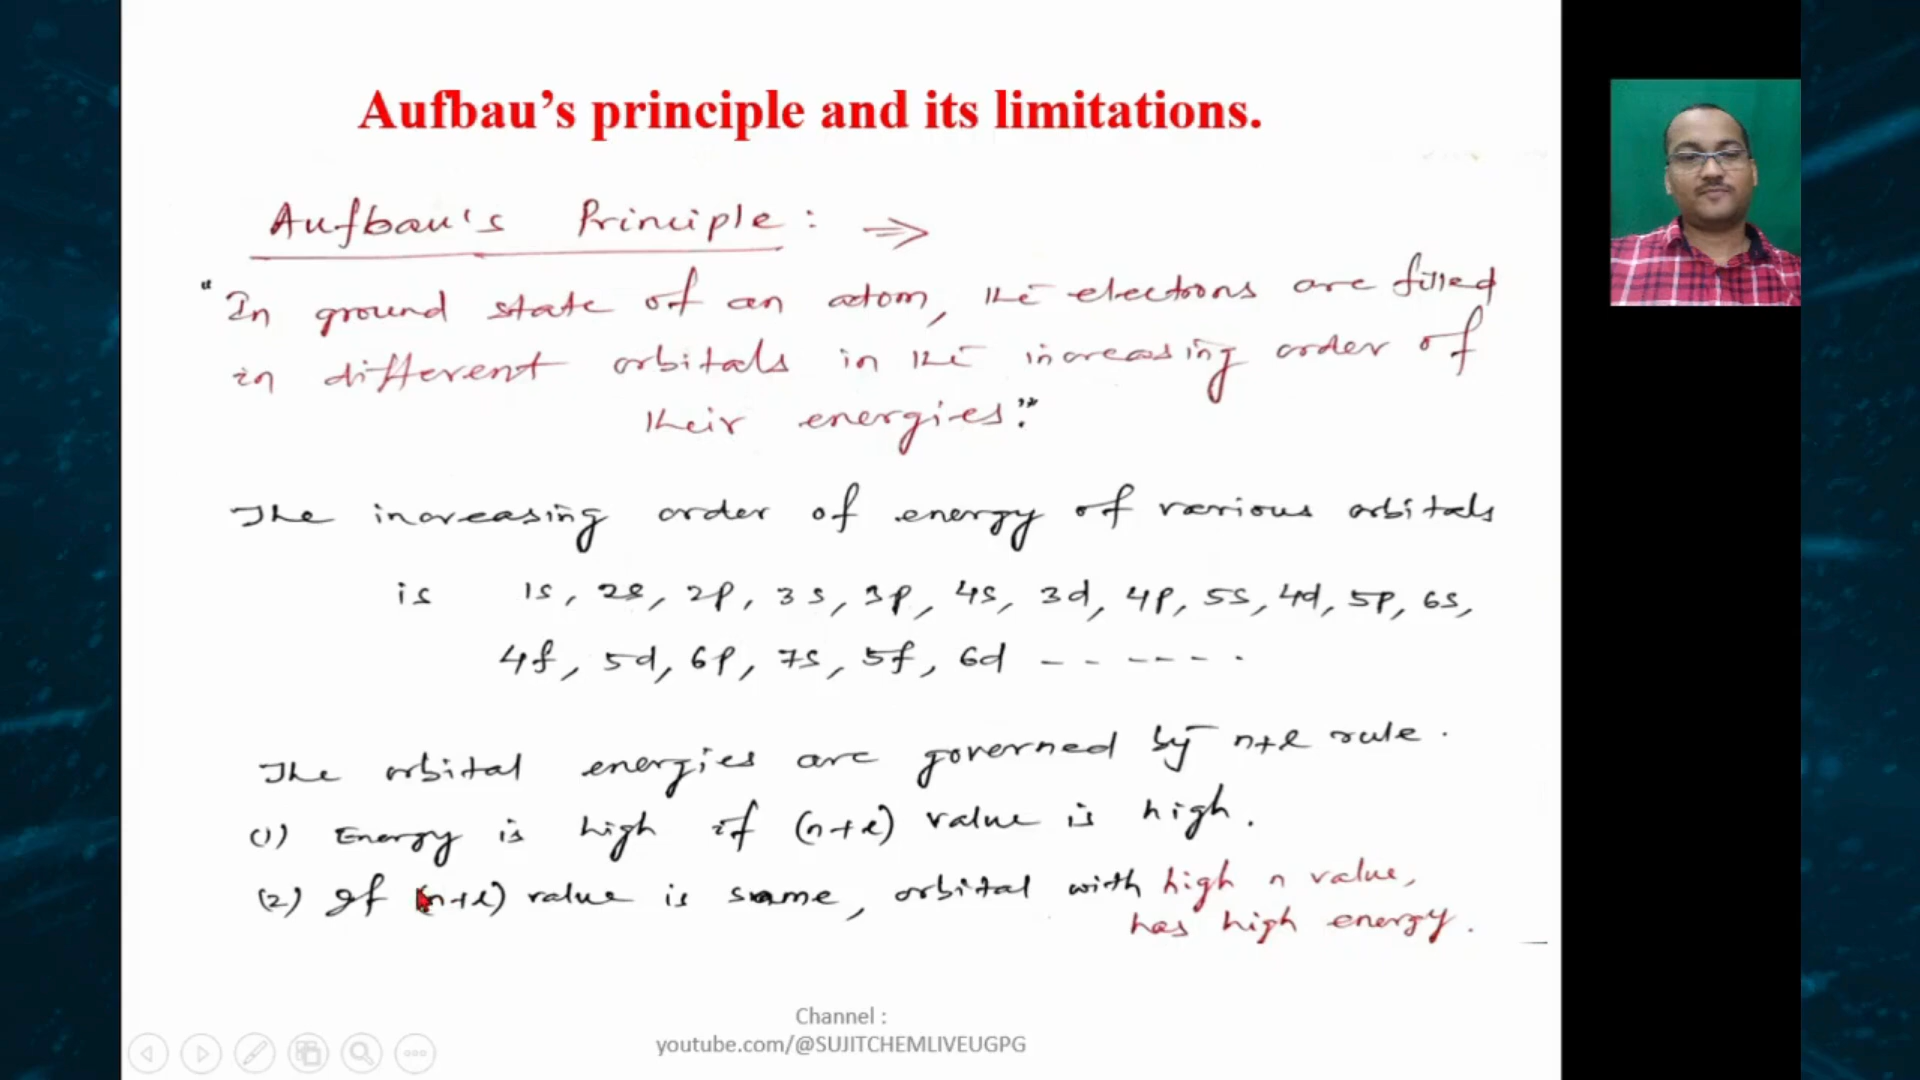 Aufbau’s principle and its limitations.
Aufbau's Principle : ⇒
"In ground state of an atom, the electrons are filled
in different orbitals in the increasing order of
their energies."
The increasing order of energy of various orbitals
is 1s, 2s, 2p, 3s, 3p, 4s, 3d, 4p, 5s, 4d, 5p, 6s,
4f, 5d, 6p, 7s, 5f, 6d - - - - - - .
The orbital energies are governed by n+l rule.
(1) Energy is high if (n+l) value is high.
(2) If (n+l) value is same, orbital with high n value,
has high energy.
Channel :
youtube.com/@SUJITCHEMLIVEUGPG